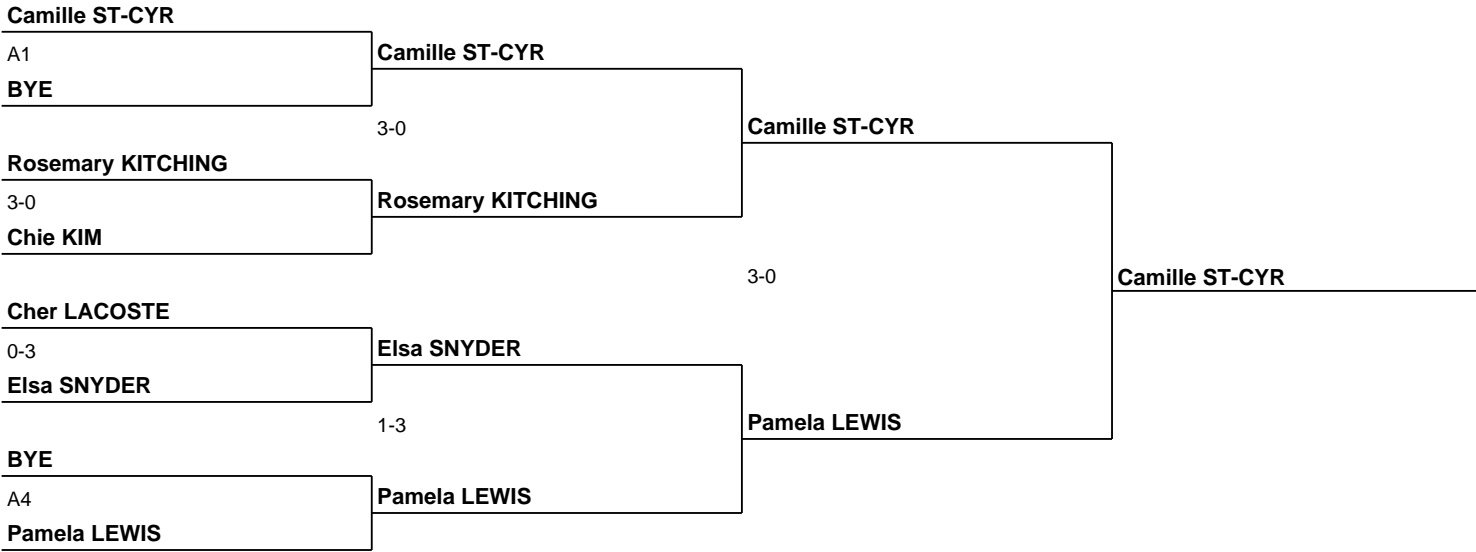 Camille ST-CYR
A1
BYE
Camille ST-CYR
3-0
Rosemary KITCHING
3-0
Chie KIM
Rosemary KITCHING
Camille ST-CYR
3-0
Cher LACOSTE
0-3
Elsa SNYDER
Elsa SNYDER
1-3
BYE
A4
Pamela LEWIS
Pamela LEWIS
Pamela LEWIS
Camille ST-CYR